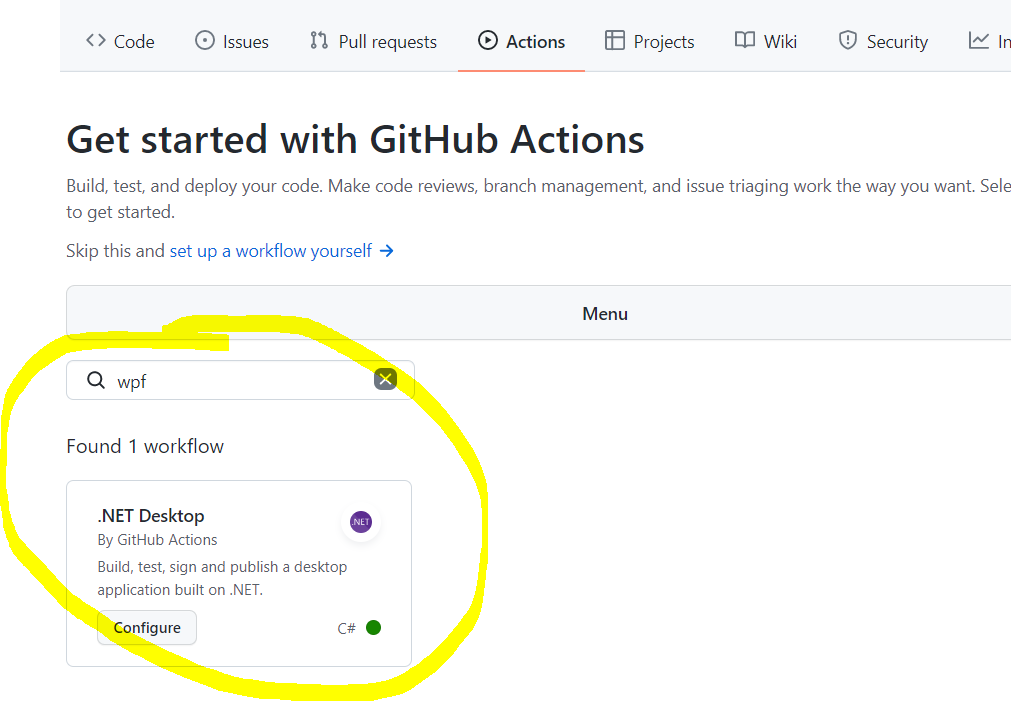 Code Issues Pull requests Actions Projects Wiki Security In
Get started with GitHub Actions
Build, test, and deploy your code. Make code reviews, branch management, and issue triaging work the way you want. Sele
to get started.
Skip this and set up a workflow yourself →
Menu
wpf
Found 1 workflow
.NET Desktop
.NET
By GitHub Actions
Build, test, sign and publish a desktop
application built on .NET.
Configure C#